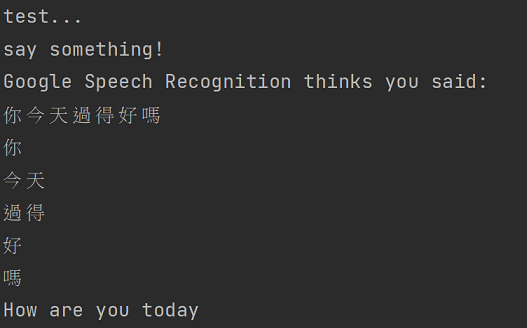 test...
say something!
Google Speech Recognition thinks you said:
你今天過得好嗎
你
今天
過得
好
嗎
How are you today